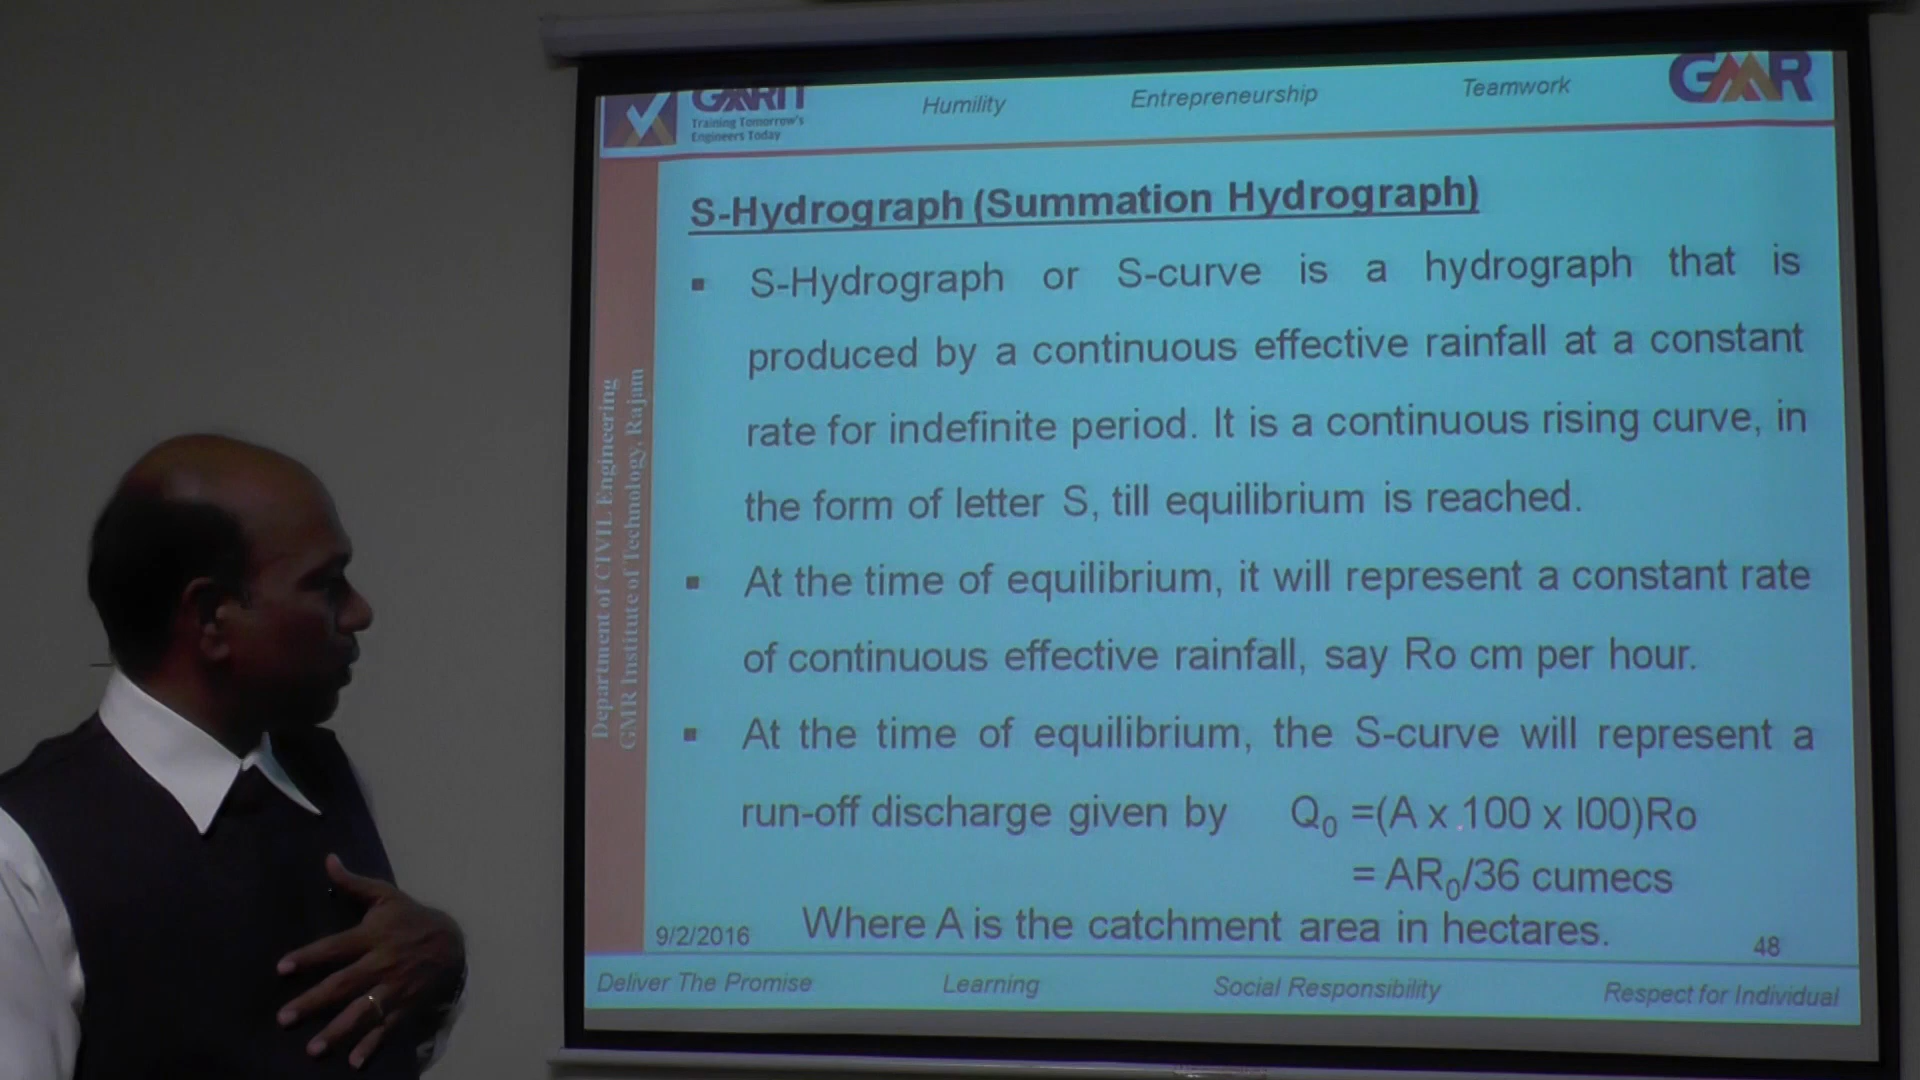 GMRIT
Training Tomorrow's
Engineers Today
Humility Entrepreneurship Teamwork
GMR
Department of CIVIL Engineering
GMR Institute of Technology, Rajam
S-Hydrograph (Summation Hydrograph)
▪ S-Hydrograph or S-curve is a hydrograph that is
produced by a continuous effective rainfall at a constant
rate for indefinite period. It is a continuous rising curve, in
the form of letter S, till equilibrium is reached.
▪ At the time of equilibrium, it will represent a constant rate
of continuous effective rainfall, say Ro cm per hour.
▪ At the time of equilibrium, the S-curve will represent a
run-off discharge given by Q₀ =(A x 100 x l00)Ro
= AR₀/36 cumecs
Where A is the catchment area in hectares.
9/2/2016 48
Deliver The Promise Learning Social Responsibility Respect for Individual